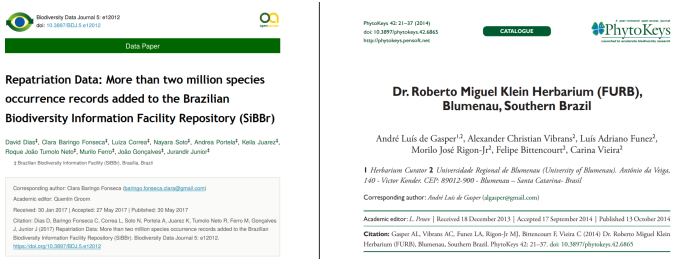 Biodiversity Data Journal 5: e12012
doi: 10.3897/BDJ.5.e12012
open access
Data Paper
Repatriation Data: More than two million species
occurrence records added to the Brazilian
Biodiversity Information Facility Repository (SiBBr)
David Dias‡, Clara Baringo Fonseca‡, Luiza Correa‡, Nayara Soto‡, Andrea Portela‡, Keila Juarez‡,
Roque João Tumolo Neto‡, Murilo Ferro‡, João Gonçalves‡, Jurandir Junior‡
‡ Brazilian Biodiversity Information Facility (SiBBr), Brasilia, Brazil
Corresponding author: Clara Baringo Fonseca (baringo.fonseca.clara@gmail.com)
Academic editor: Quentin Groom
Received: 30 Jan 2017 | Accepted: 27 May 2017 | Published: 30 May 2017
Citation: Dias D, Baringo Fonseca C, Correa L, Soto N, Portela A, Juarez K, Tumolo Neto R, Ferro M, Gonçalves
J, Junior J (2017) Repatriation Data: More than two million species occurrence records added to the Brazilian
Biodiversity Information Facility Repository (SiBBr). Biodiversity Data Journal 5: e12012.
https://doi.org/10.3897/BDJ.5.e12012
PhytoKeys 42: 21–37 (2014)
doi: 10.3897/phytokeys.42.6865
http://phytokeys.pensoft.net
CATALOGUE
PhytoKeys
Launched to accelerate biodiversity research
Dr. Roberto Miguel Klein Herbarium (FURB),
Blumenau, Southern Brazil
André Luís de Gasper1,2, Alexander Christian Vibrans2, Luís Adriano Funez2,
Morilo José Rigon-Jr2, Felipe Bittencourt2, Carina Vieira2
1 Herbarium Curator 2 Universidade Regional de Blumenau (University of Blumenau). Antônio da Veiga,
140 - Victor Konder. CEP: 89012-900 - Blumenau – Santa Catarina- Brasil
Corresponding author: André Luís de Gasper (algasper@gmail.com)
Academic editor: L. Penev | Received 18 December 2013 | Accepted 17 September 2014 | Published 13 October 2014
Citation: Gasper AL, Vibrans AC, Funez LA, Rigon-Jr MJ, Bittencourt F, Vieira C (2014) Dr. Roberto Miguel Klein
Herbarium (FURB), Blumenau, Southern Brazil. PhytoKeys 42: 21–37. doi: 10.3897/phytokeys.42.6865